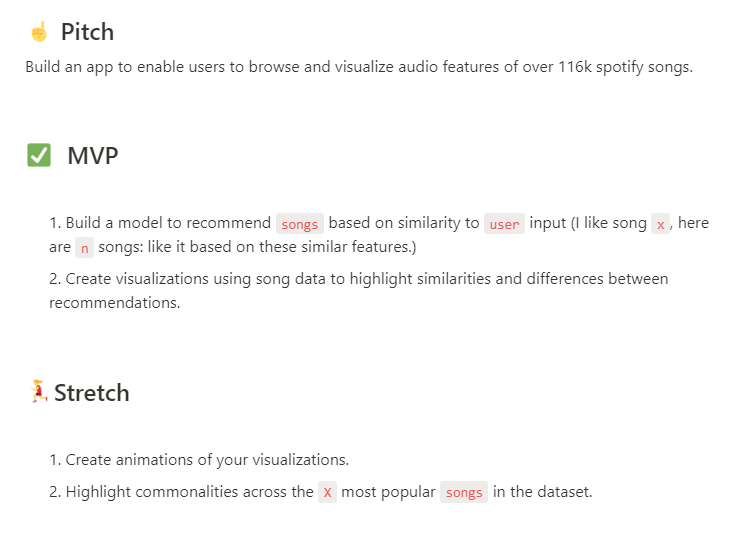 ☝ Pitch
Build an app to enable users to browse and visualize audio features of over 116k spotify songs.
✅ MVP
1. Build a model to recommend songs based on similarity to user input (I like song x, here
are n songs: like it based on these similar features.)
2. Create visualizations using song data to highlight similarities and differences between
recommendations.
🏃‍♀️ Stretch
1. Create animations of your visualizations.
2. Highlight commonalities across the X most popular songs in the dataset.